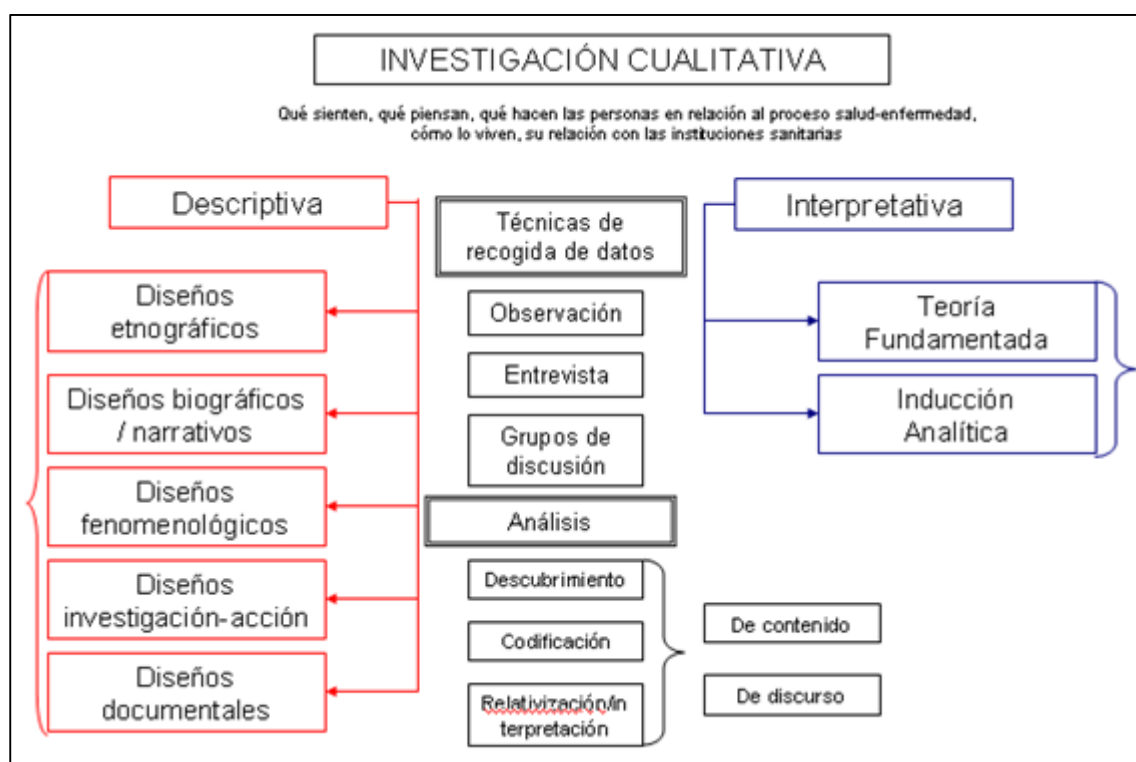 INVESTIGACIÓN CUALITATIVA
Qué sienten, qué piensan, qué hacen las personas en relación al proceso salud-enfermedad,
cómo lo viven, su relación con las instituciones sanitarias
Descriptiva
Diseños
etnográficos
Diseños biográficos
/ narrativos
Diseños
fenomenológicos
Diseños
investigación-acción
Diseños
documentales
Técnicas de
recogida de datos
Observación
Entrevista
Grupos de
discusión
Análisis
Descubrimiento
Codificación
Relativización/in
terpretación
De contenido
De discurso
Interpretativa
Teoría
Fundamentada
Inducción
Analítica